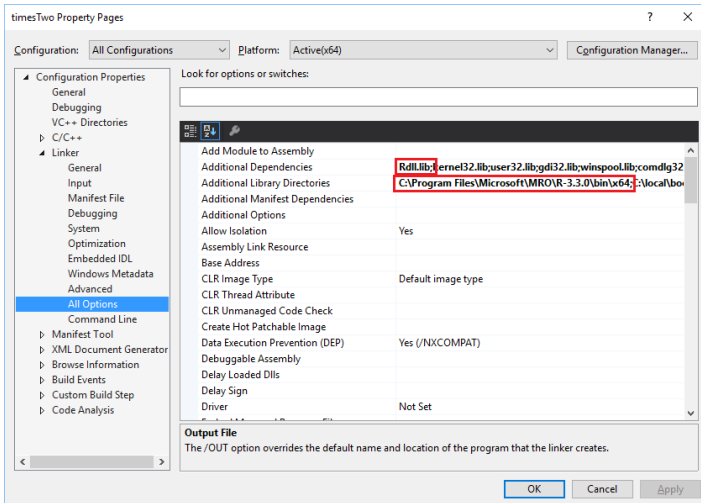 timesTwo Property Pages ? ×
Configuration: All Configurations Platform: Active(x64) Configuration Manager...
Configuration Properties
General
Debugging
VC++ Directories
C/C++
Linker
General
Input
Manifest File
Debugging
System
Optimization
Embedded IDL
Windows Metadata
Advanced
All Options
Command Line
Manifest Tool
XML Document Generator
Browse Information
Build Events
Custom Build Step
Code Analysis
Look for options or switches:
Add Module to Assembly
Additional Dependencies Rdll.lib;kernel32.lib;user32.lib;gdi32.lib;winspool.lib;comdlg32
Additional Library Directories C:\Program Files\Microsoft\MRO\R-3.3.0\bin\x64;C:\local\boo
Additional Manifest Dependencies
Additional Options
Allow Isolation Yes
Assembly Link Resource
Base Address
CLR Image Type Default image type
CLR Thread Attribute
CLR Unmanaged Code Check
Create Hot Patchable Image
Data Execution Prevention (DEP) Yes (/NXCOMPAT)
Debuggable Assembly
Delay Loaded Dlls
Delay Sign
Driver Not Set
Output File
The /OUT option overrides the default name and location of the program that the linker creates.
OK Cancel Apply